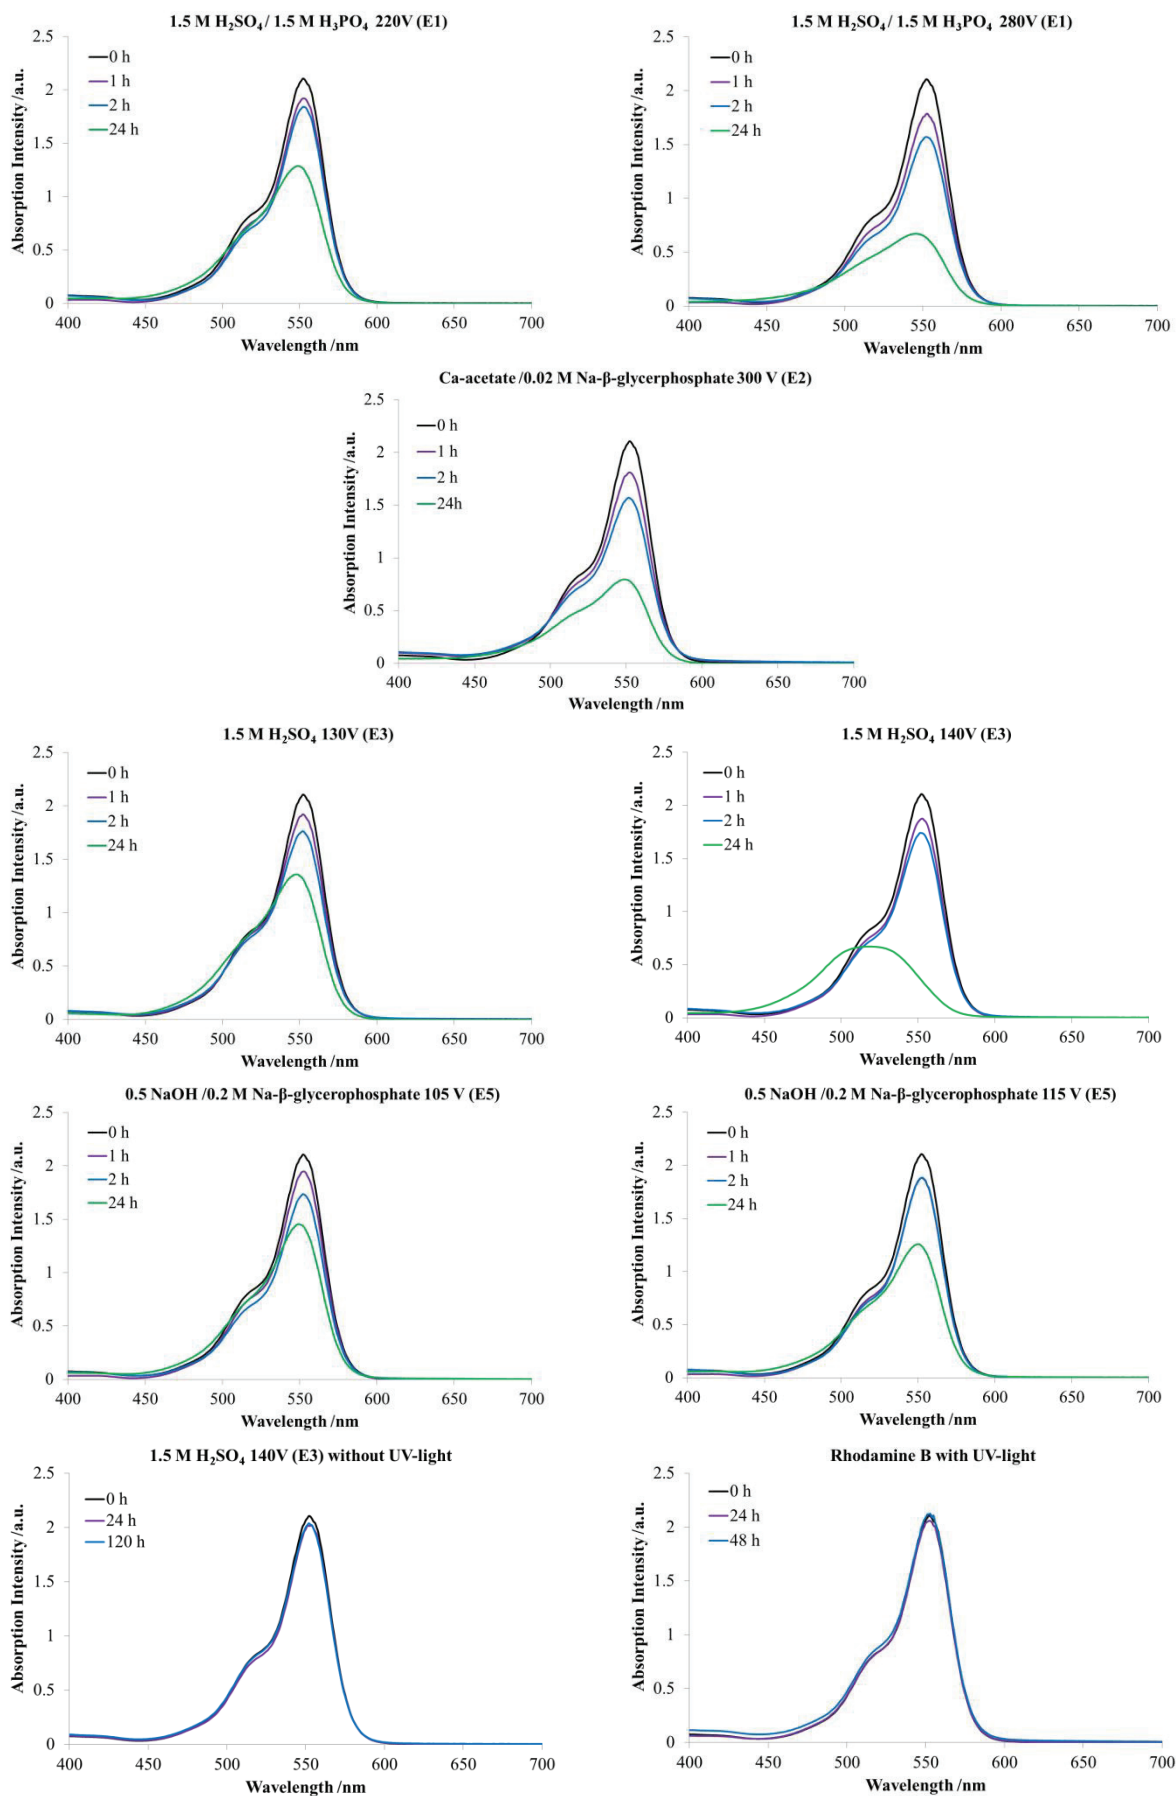 1.5 M H₂SO₄ / 1.5 M H₃PO₄ 220V (E1)
2.5
2
1.5
1
0.5
0
Absorption Intensity /a.u.
0 h
1 h
2 h
24 h
400 450 500 550 600 650 700
Wavelength /nm
1.5 M H₂SO₄ / 1.5 M H₃PO₄ 280V (E1)
2.5
2
1.5
1
0.5
0
Absorption Intensity /a.u.
0 h
1 h
2 h
24 h
400 450 500 550 600 650 700
Wavelength /nm
Ca-acetate /0.02 M Na-β-glycerphosphate 300 V (E2)
2.5
2
1.5
1
0.5
0
Absorption Intensity /a.u.
0 h
1 h
2 h
24h
400 450 500 550 600 650 700
Wavelength /nm
1.5 M H₂SO₄ 130V (E3)
2.5
2
1.5
1
0.5
0
Absorption Intensity /a.u.
0 h
1 h
2 h
24 h
400 450 500 550 600 650 700
Wavelength /nm
1.5 M H₂SO₄ 140V (E3)
2.5
2
1.5
1
0.5
0
Absorption Intensity /a.u.
0 h
1 h
2 h
24 h
400 450 500 550 600 650 700
Wavelength /nm
0.5 NaOH /0.2 M Na-β-glycerophosphate 105 V (E5)
2.5
2
1.5
1
0.5
0
Absorption Intensity /a.u.
0 h
1 h
2 h
24 h
400 450 500 550 600 650 700
Wavelength /nm
0.5 NaOH /0.2 M Na-β-glycerophosphate 115 V (E5)
2.5
2
1.5
1
0.5
0
Absorption Intensity /a.u.
0 h
1 h
2 h
24 h
400 450 500 550 600 650 700
Wavelength /nm
1.5 M H₂SO₄ 140V (E3) without UV-light
2.5
2
1.5
1
0.5
0
Absorption Intensity /a.u.
0 h
24 h
120 h
400 450 500 550 600 650 700
Wavelength /nm
Rhodamine B with UV-light
2.5
2
1.5
1
0.5
0
Absorption Intensity /a.u.
0 h
24 h
48 h
400 450 500 550 600 650 700
Wavelength /nm